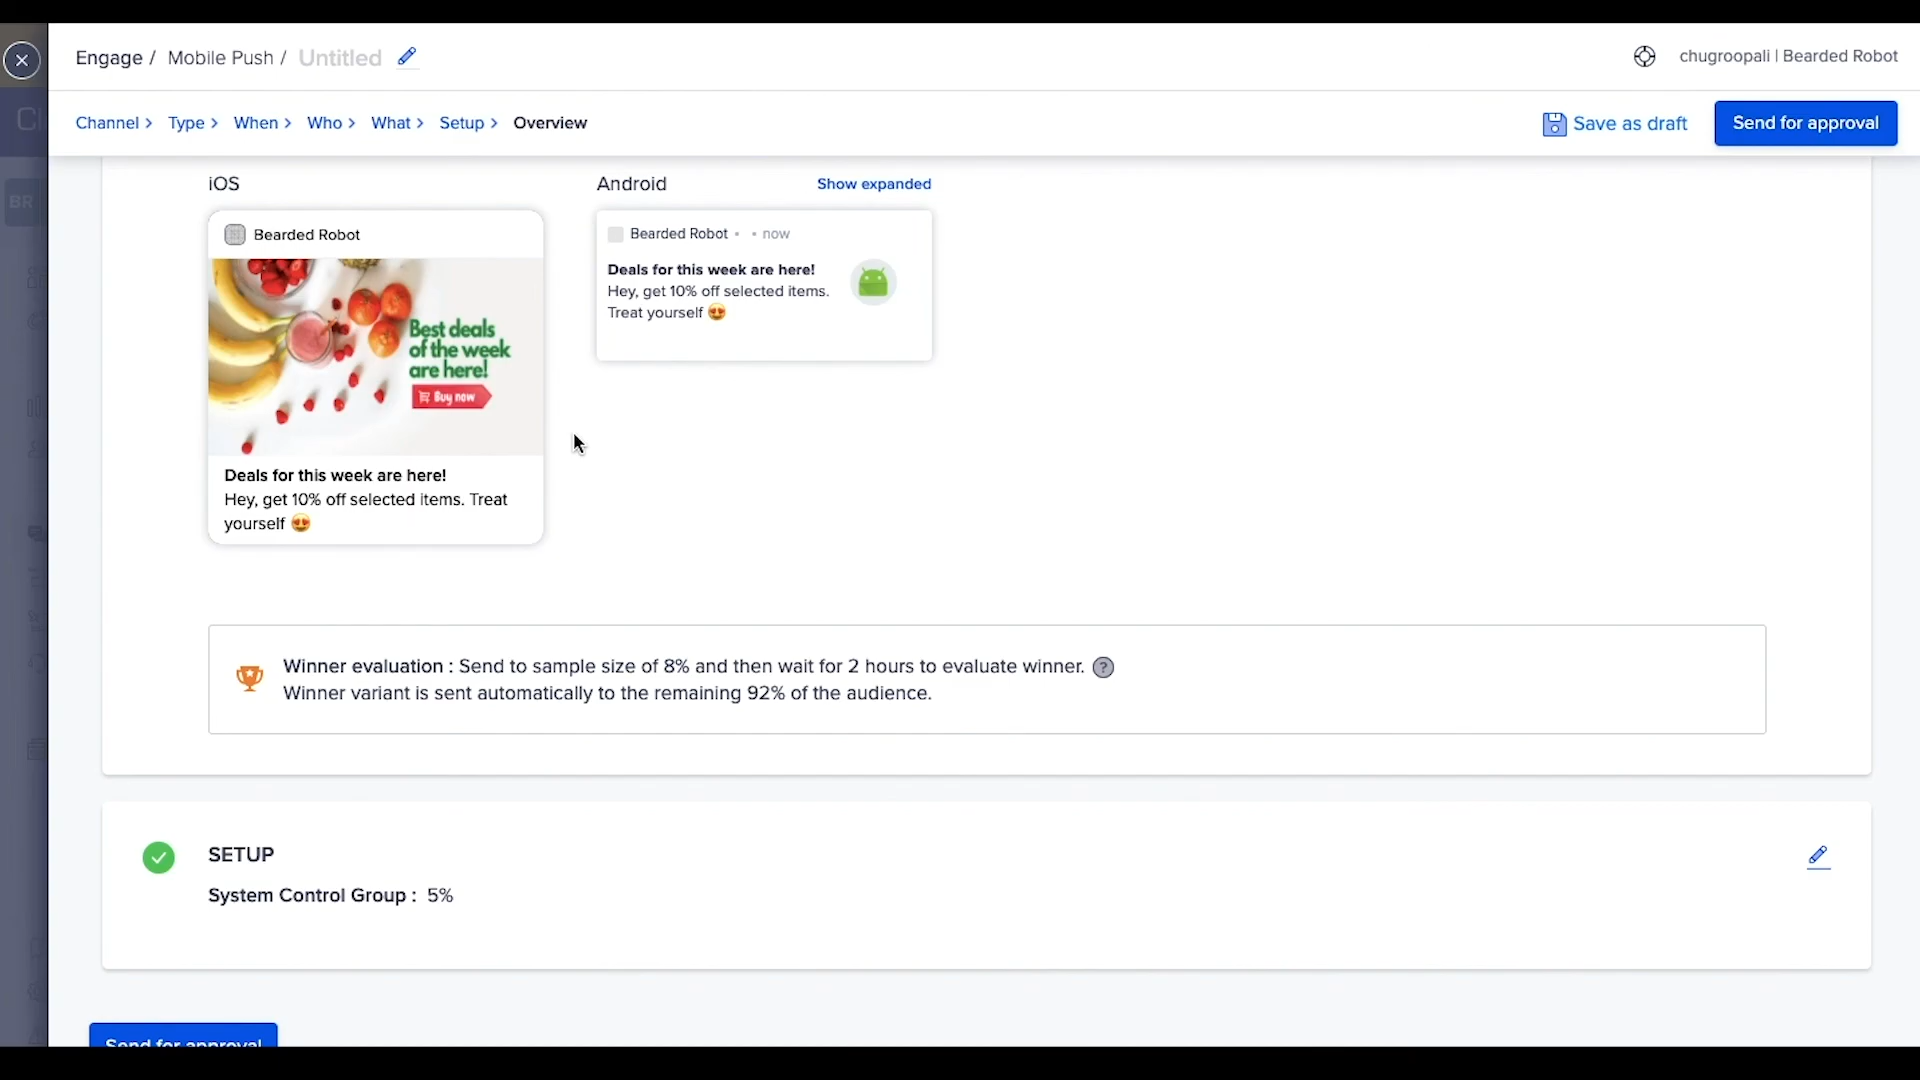 Engage / Mobile Push / Untitled
chugroopali | Bearded Robot
Channel > Type > When > Who > What > Setup > Overview
Save as draft
Send for approval
BR
iOS
Android
Show expanded
Bearded Robot
Best deals
of the week
are here!
Buy now
Deals for this week are here!
Hey, get 10% off selected items. Treat
yourself 😍
Bearded Robot • • now
Deals for this week are here!
Hey, get 10% off selected items.
Treat yourself 😍
Winner evaluation : Send to sample size of 8% and then wait for 2 hours to evaluate winner. ?
Winner variant is sent automatically to the remaining 92% of the audience.
SETUP
System Control Group : 5%
Send for approval